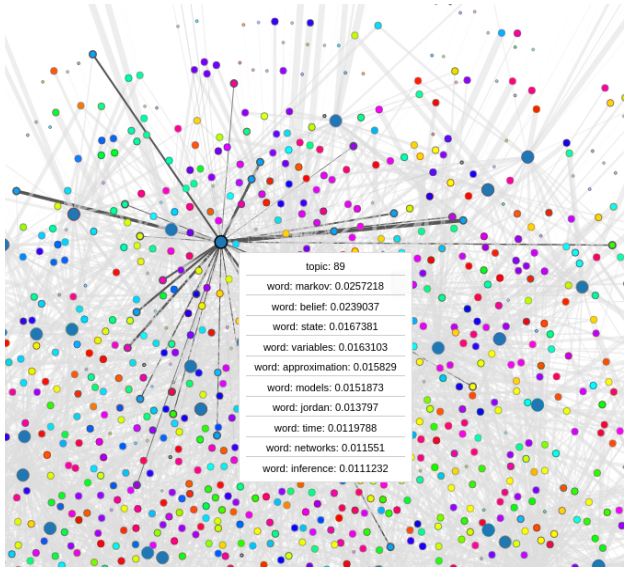 topic: 89
word: markov: 0.0257218
word: belief: 0.0239037
word: state: 0.0167381
word: variables: 0.0163103
word: approximation: 0.015829
word: models: 0.0151873
word: jordan: 0.013797
word: time: 0.0119788
word: networks: 0.011551
word: inference: 0.0111232